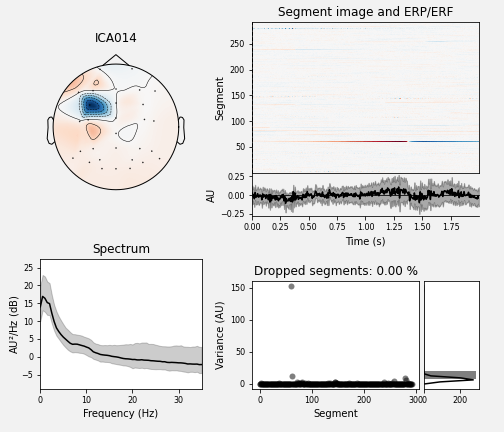 ICA014
Segment image and ERP/ERF
Segment
250
200
150
100
50
AU
0.25
0.00
−0.25
0.00 0.25 0.50 0.75 1.00 1.25 1.50 1.75
Time (s)
Spectrum
AU²/Hz (dB)
25
20
15
10
5
0
−5
0 10 20 30
Frequency (Hz)
Dropped segments: 0.00 %
Variance (AU)
150
100
50
0
0 100 200 300
0 200
Segment